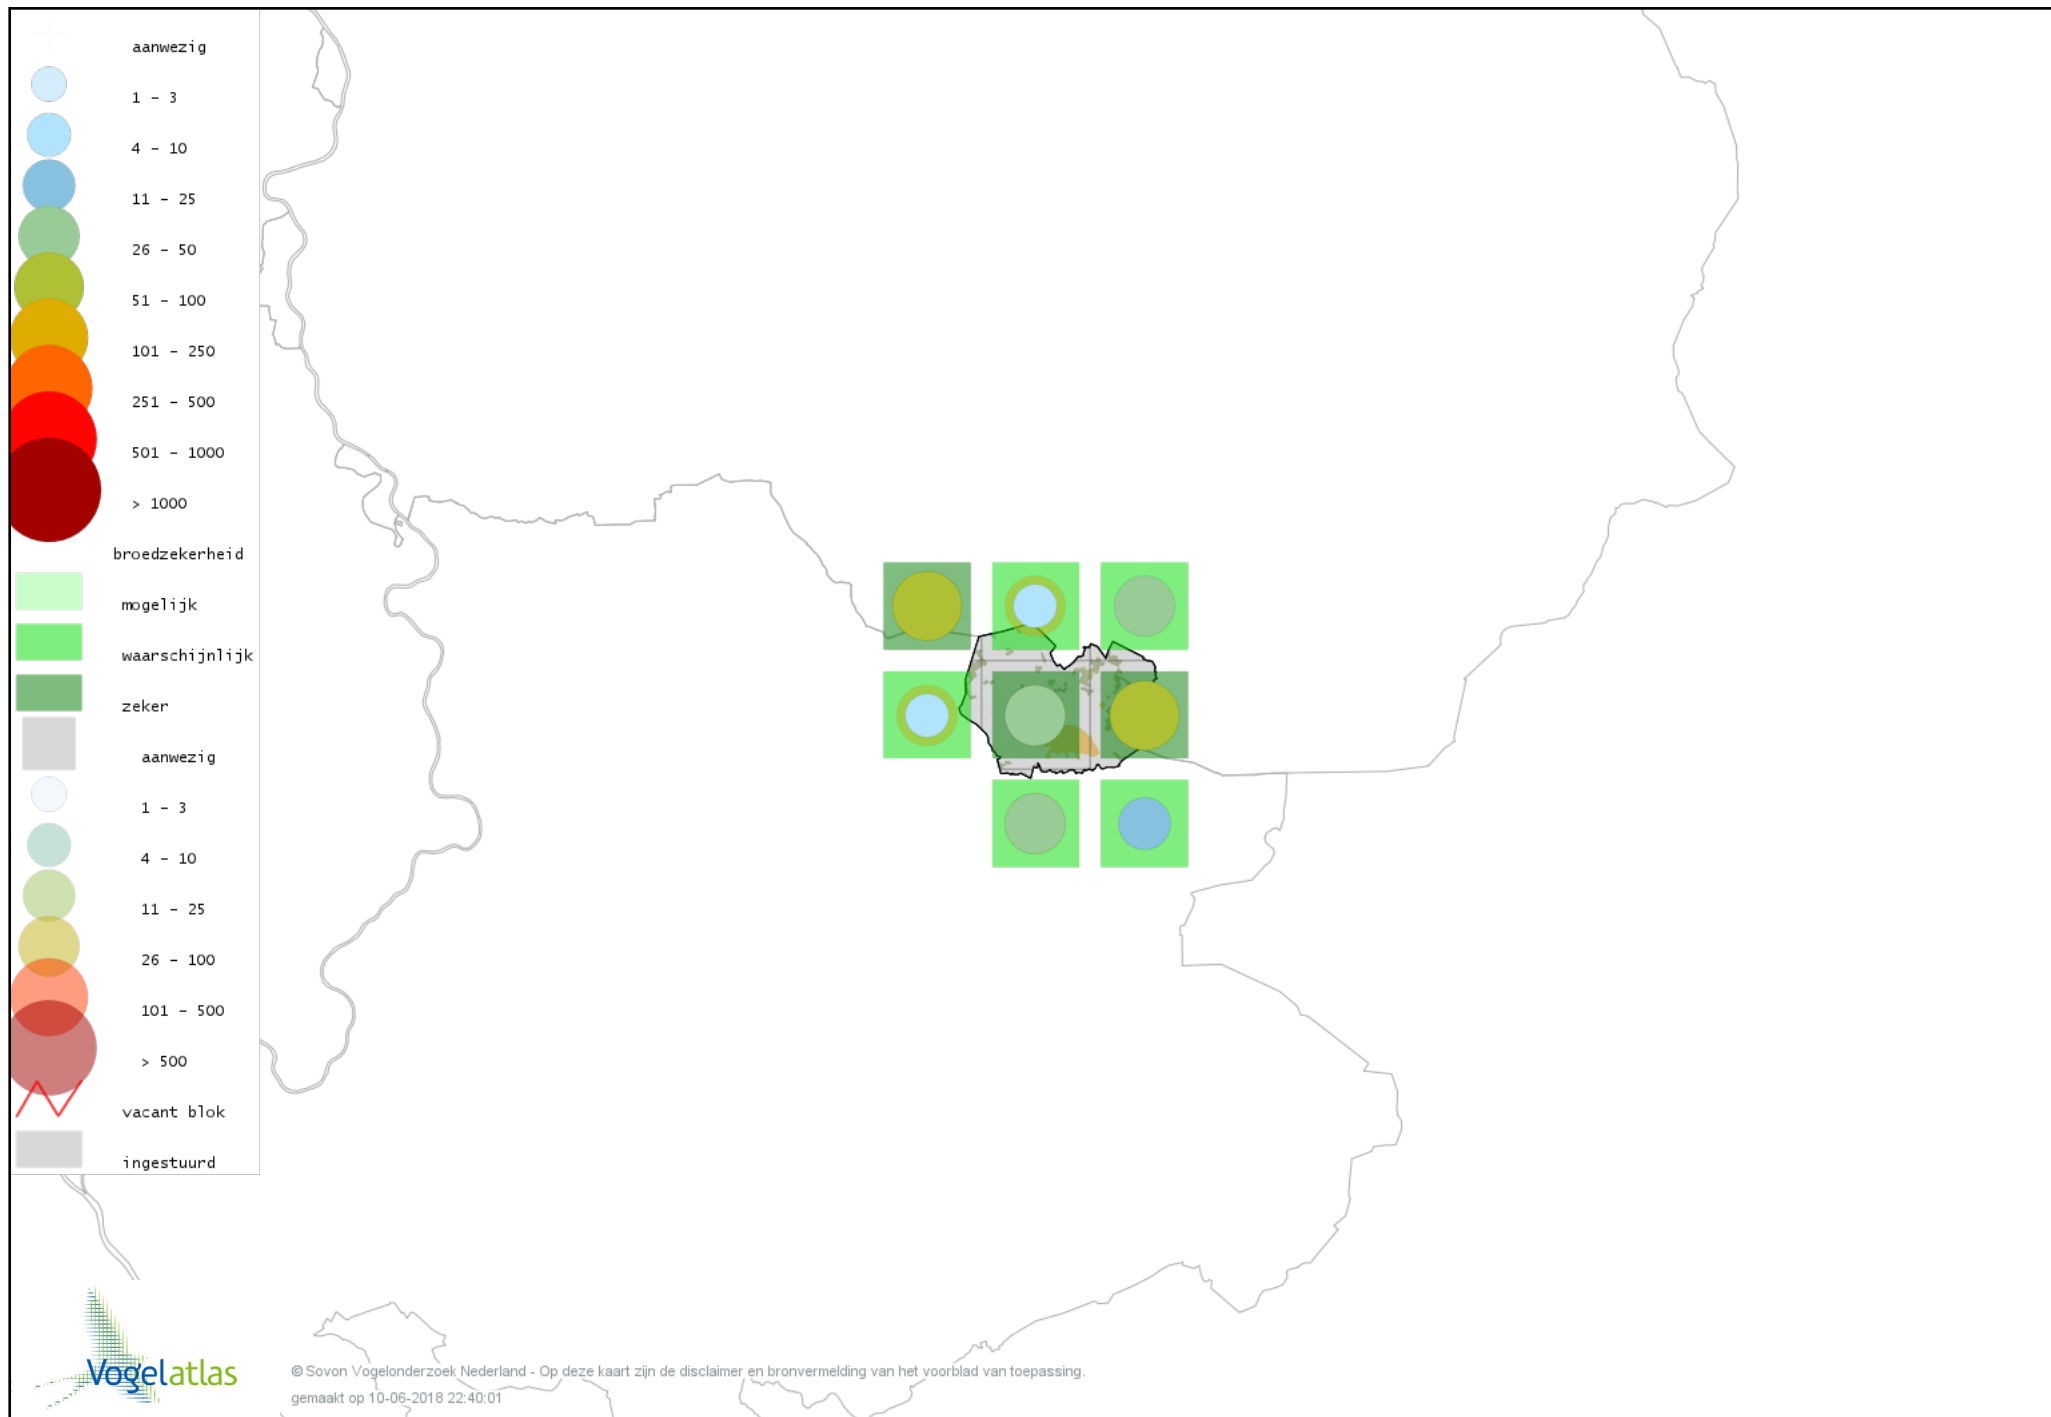 aanwezig
1 - 3
4 - 10
11 - 25
26 - 50
51 - 100
101 - 250
251 - 500
501 - 1000
> 1000
broedzekerheid
mogelijk
waarschijnlijk
zeker
aanwezig
1 - 3
4 - 10
11 - 25
26 - 100
101 - 500
> 500
vacant blok
ingestuurd
Vogelatlas
© Sovon Vogelonderzoek Nederland - Op deze kaart zijn de disclaimer en bronvermelding van het voorblad van toepassing.
gemaakt op 10-06-2018 22:40:01